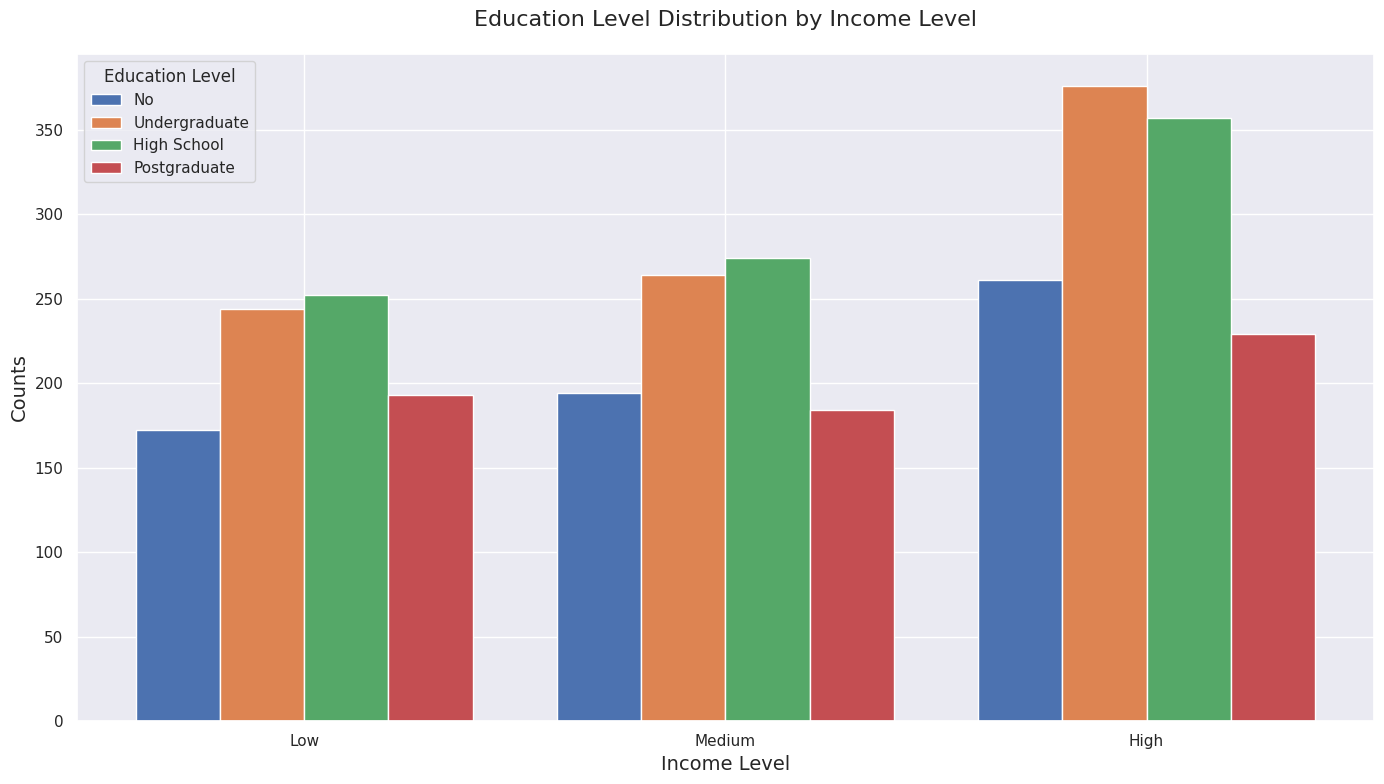 Education Level Distribution by Income Level
Education Level
No
Undergraduate
High School
Postgraduate
Counts
350
300
250
200
150
100
50
0
Low Medium High
Income Level